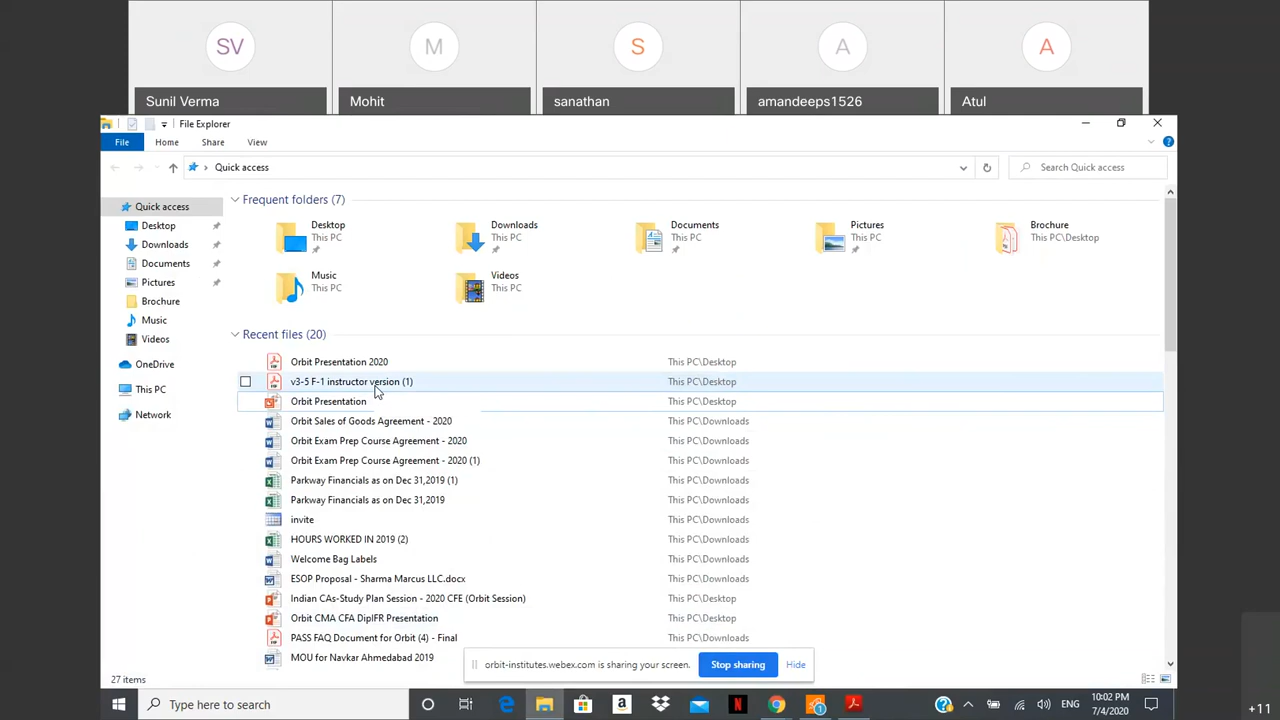 SV M S A A
Sunil Verma Mohit sanathan amandeeps1526 Atul
File Explorer
File Home Share View
Quick access Search Quick access
Quick access
Desktop
Downloads
Documents
Pictures
Brochure
Music
Videos
OneDrive
This PC
Network
Frequent folders (7)
Desktop Downloads Documents Pictures Brochure
This PC This PC This PC This PC This PC\Desktop
Music Videos
This PC This PC
Recent files (20)
Orbit Presentation 2020 This PC\Desktop
v3-5 F-1 instructor version (1) This PC\Desktop
Orbit Presentation This PC\Desktop
Orbit Sales of Goods Agreement - 2020 This PC\Downloads
Orbit Exam Prep Course Agreement - 2020 This PC\Downloads
Orbit Exam Prep Course Agreement - 2020 (1) This PC\Downloads
Parkway Financials as on Dec 31,2019 (1) This PC\Downloads
Parkway Financials as on Dec 31,2019 This PC\Downloads
invite This PC\Downloads
HOURS WORKED IN 2019 (2) This PC\Downloads
Welcome Bag Labels This PC\Downloads
ESOP Proposal - Sharma Marcus LLC.docx This PC\Downloads
Indian CAs-Study Plan Session - 2020 CFE (Orbit Session) This PC\Desktop
Orbit CMA CFA DipIFR Presentation This PC\Desktop
PASS FAQ Document for Orbit (4) - Final This PC\Downloads
MOU for Navkar Ahmedabad 2019 This PC\Downloads
orbit-institutes.webex.com is sharing your screen. Stop sharing Hide
27 items
Type here to search
ENG
10:02 PM
7/4/2020
+11